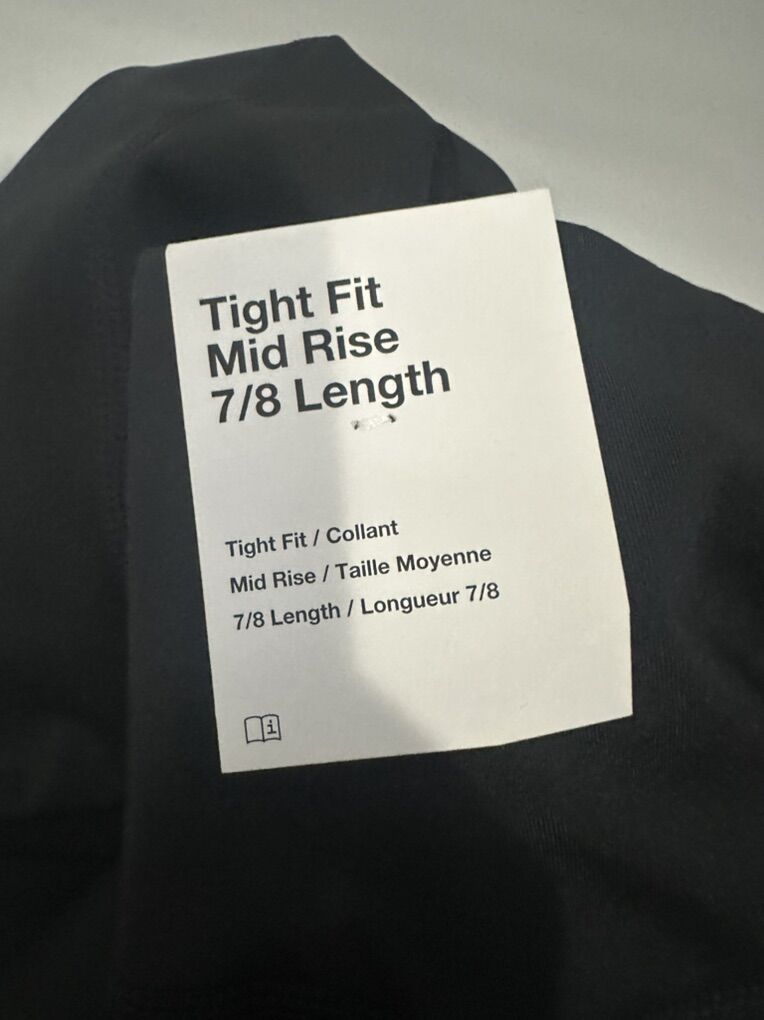 Tight Fit
Mid Rise
7/8 Length
Tight Fit / Collant
Mid Rise / Taille Moyenne
7/8 Length / Longueur 7/8
i